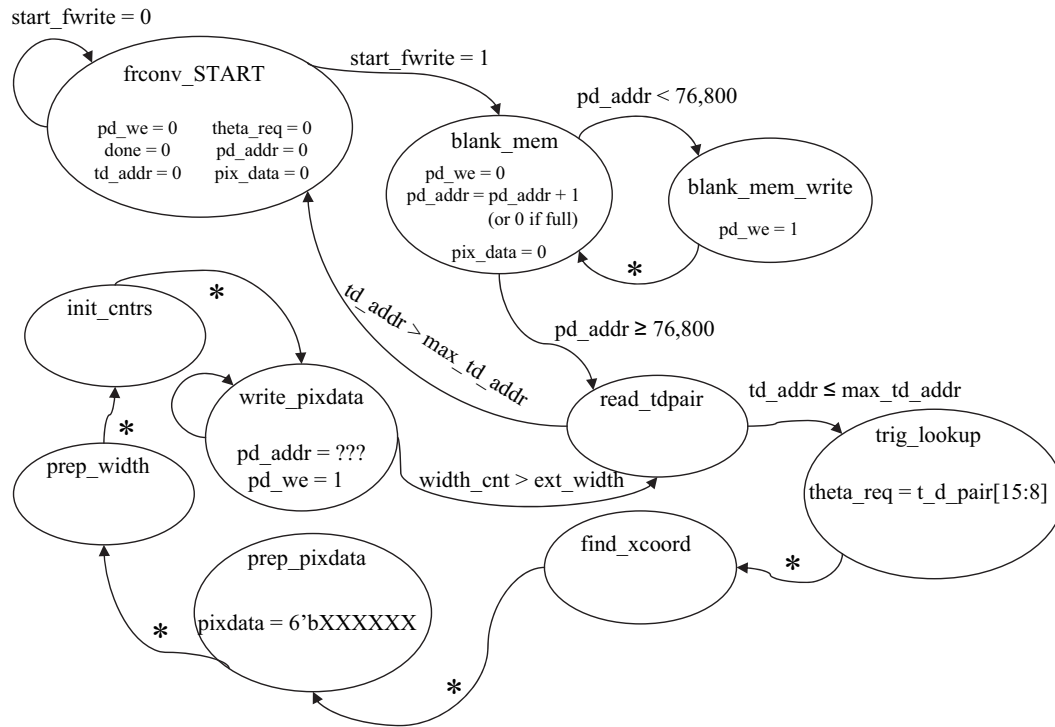 start_fwrite = 0
frconv_START
pd_we = 0 theta_req = 0
done = 0 pd_addr = 0
td_addr = 0 pix_data = 0
start_fwrite = 1
pd_addr < 76,800
blank_mem
pd_we = 0
pd_addr = pd_addr + 1
(or 0 if full)
pix_data = 0
blank_mem_write
pd_we = 1
*
td_addr > max_td_addr
pd_addr ≥ 76,800
init_cntrs
*
write_pixdata
pd_addr = ???
pd_we = 1
read_tdpair
td_addr ≤ max_td_addr
trig_lookup
theta_req = t_d_pair[15:8]
*
prep_width
width_cnt > ext_width
find_xcoord
*
prep_pixdata
pixdata = 6’bXXXXXX
*
*